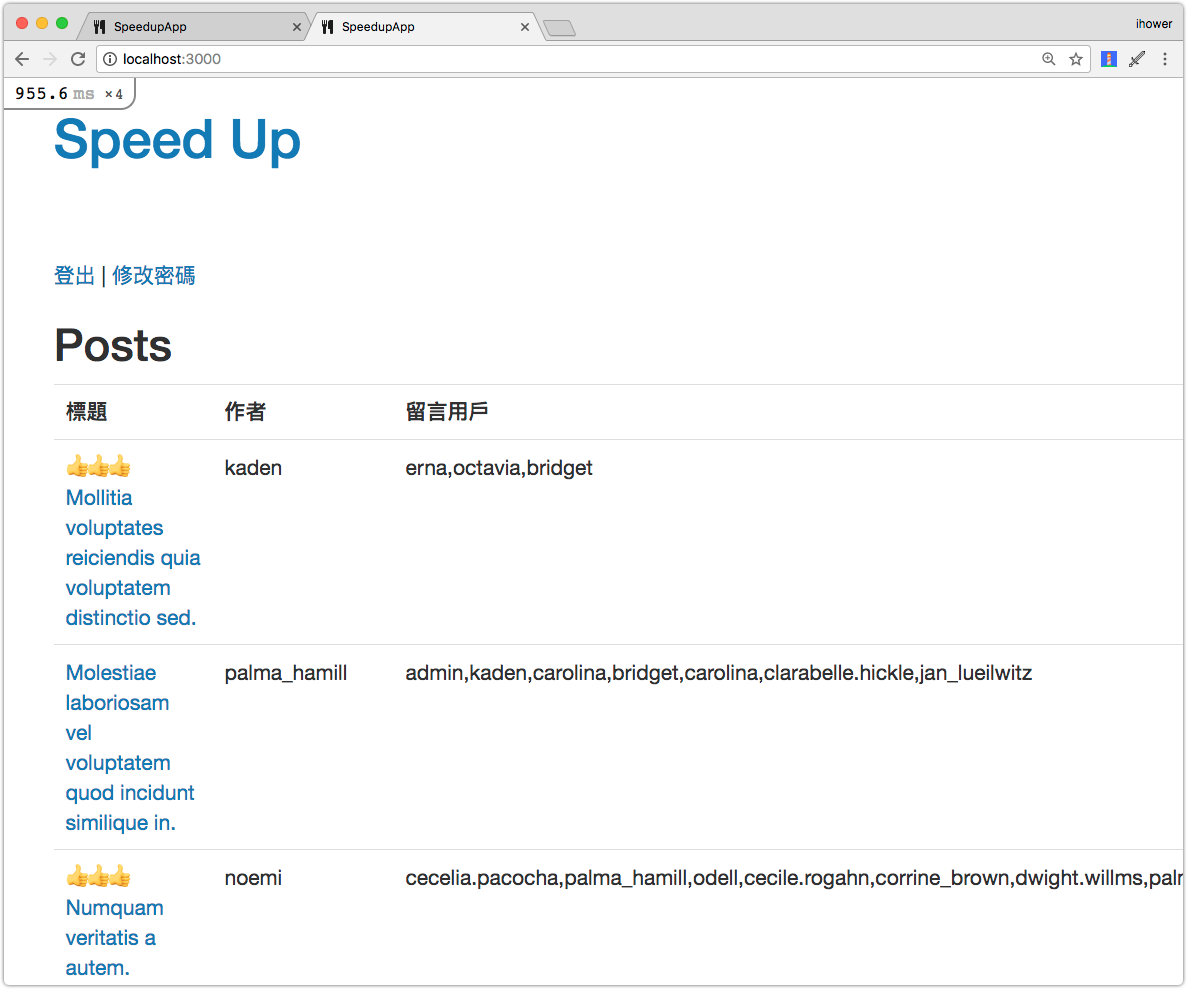 SpeedupApp
SpeedupApp
ihower
localhost:3000
955.6 ms ×4
Speed Up
登出 | 修改密碼
Posts
標題 作者 留言用戶
👍👍👍 kaden erna,octavia,bridget
Mollitia
voluptates
reiciendis quia
voluptatem
distinctio sed.
Molestiae palma_hamill admin,kaden,carolina,bridget,carolina,clarabelle.hickle,jan_lueilwitz
laboriosam
vel
voluptatem
quod incidunt
similique in.
👍👍👍 noemi cecelia.pacocha,palma_hamill,odell,cecile.rogahn,corrine_brown,dwight.willms,
Numquam
veritatis a
autem.